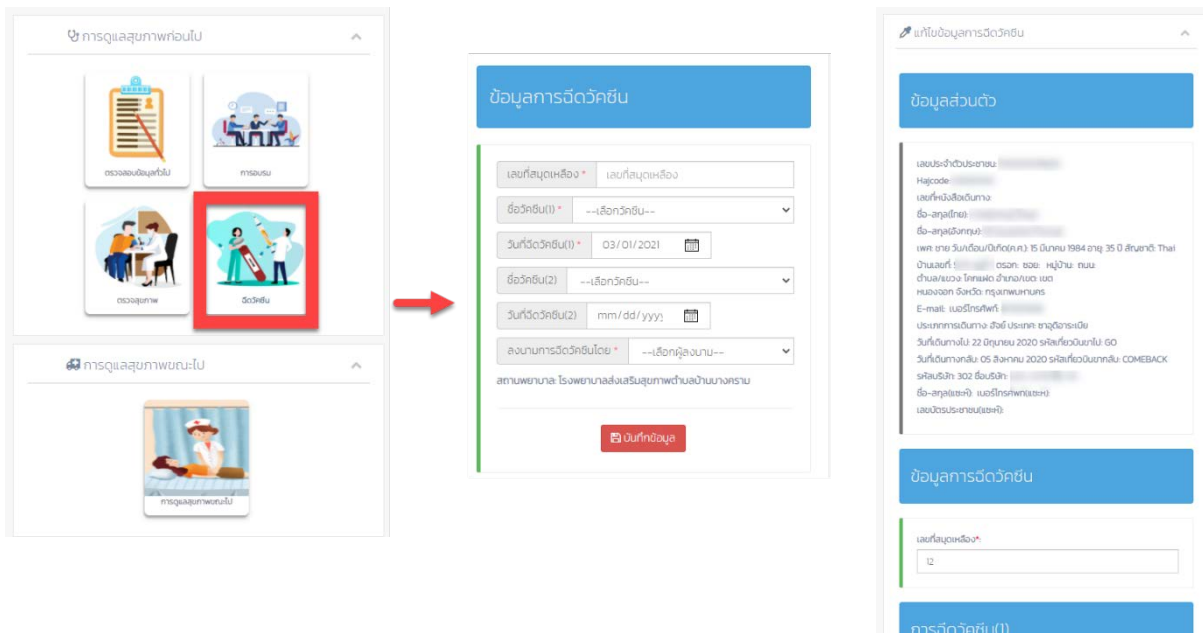 การดูแลสุขภาพก่อนไป
ตรวจสอบข้อมูลทั่วไป
การอบรม
ตรวจสุขภาพ
ฉีดวัคซีน
การดูแลสุขภาพขณะไป
การดูแลสุขภาพขณะไป
ข้อมูลการฉีดวัคซีน
เลขที่สมุดเหลือง * เลขที่สมุดเหลือง
ชื่อวัคซีน(1) * --เลือกวัคซีน--
วันที่ฉีดวัคซีน(1) * 03/01/2021
ชื่อวัคซีน(2) --เลือกวัคซีน--
วันที่ฉีดวัคซีน(2) mm/dd/yyyy
ลงนามการฉีดวัคซีนโดย * --เลือกผู้ลงนาม--
สถานพยาบาล: โรงพยาบาลส่งเสริมสุขภาพตำบลบ้านบางคราม
บันทึกข้อมูล
แก้ไขข้อมูลการฉีดวัคซีน
ข้อมูลส่วนตัว
เลขประจำตัวประชาชน:
Hajcode:
เลขที่หนังสือเดินทาง:
ชื่อ-สกุล(ไทย):
ชื่อ-สกุล(อังกฤษ):
เพศ: ชาย วัน/เดือน/ปีเกิด(ค.ศ.): 15 มีนาคม 1984 อายุ: 35 ปี สัญชาติ: Thai
บ้านเลขที่ ตรอก: ซอย: หมู่บ้าน: ถนน:
ตำบล/แขวง: โคกแฝด อำเภอ/เขต: เขต
หนองจอก จังหวัด: กรุงเทพมหานคร
E-mail: เบอร์โทรศัพท์:
ประเภทการเดินทาง: ฮัจย์ ประเทศ: ซาอุดิอาระเบีย
วันที่เดินทางไป: 22 มิถุนายน 2020 รหัสเที่ยวบินขาไป: GO
วันที่เดินทางกลับ: 05 สิงหาคม 2020 รหัสเที่ยวบินขากลับ: COMEBACK
รหัสบริษัท: 302 ชื่อบริษัท:
ชื่อ-สกุล(แซะห์): เบอร์โทรศัพท์(แซะห์):
เลขบัตรประชาชน(แซะห์):
ข้อมูลการฉีดวัคซีน
เลขที่สมุดเหลือง*:
12
การฉีดวัคซีน(1)